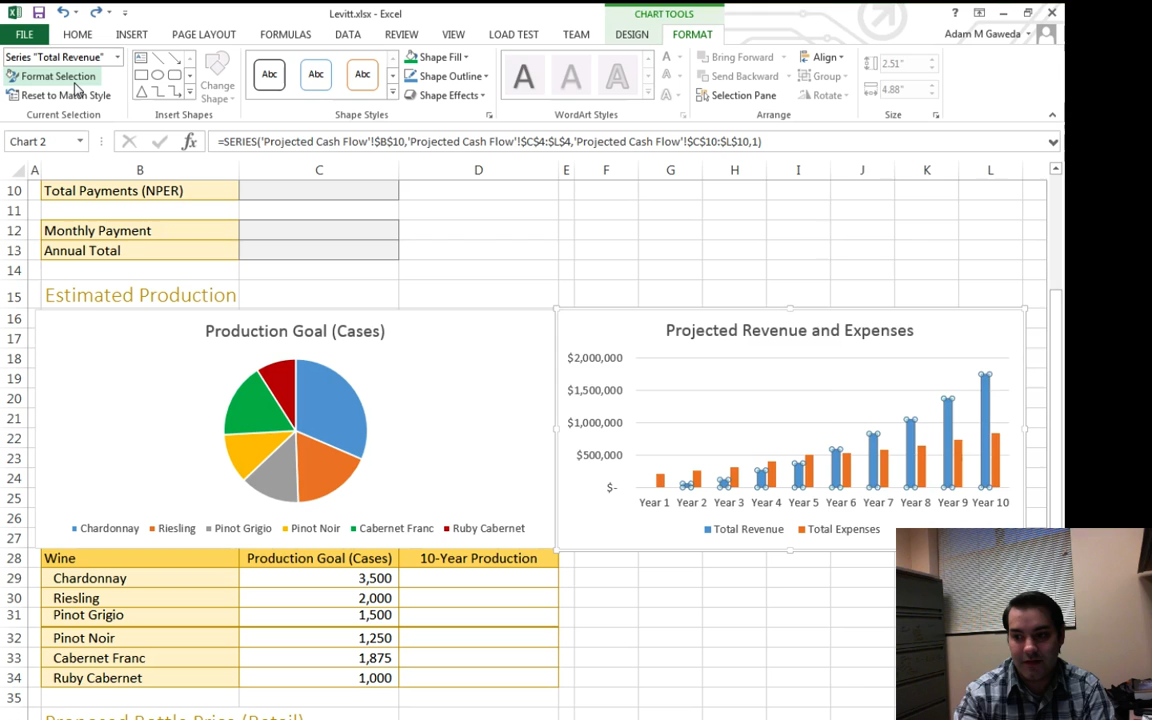 Levitt.xlsx - Excel
CHART TOOLS
FILE HOME INSERT PAGE LAYOUT FORMULAS DATA REVIEW VIEW LOAD TEST TEAM DESIGN FORMAT Adam M Gaweda
Series "Total Revenue"
Format Selection
Reset to Match Style
Current Selection
Change Shape
Insert Shapes
Abc Abc Abc
Shape Fill
Shape Outline
Shape Effects
Shape Styles
A A A
WordArt Styles
Bring Forward
Send Backward
Selection Pane
Align
Group
Rotate
Arrange
2.51"
4.88"
Size
Chart 2 fx =SERIES('Projected Cash Flow'!$B$10,'Projected Cash Flow'!$C$4:$L$4,'Projected Cash Flow'!$C$10:$L$10,1)
A B C D E F G H I J K L
10 Total Payments (NPER)
11
12 Monthly Payment
13 Annual Total
14
15 Estimated Production
16
17
18
19
20
21
22
23
24
25
26
27
Production Goal (Cases)
Chardonnay Riesling Pinot Grigio Pinot Noir Cabernet Franc Ruby Cabernet
Projected Revenue and Expenses
$2,000,000
$1,500,000
$1,000,000
$500,000
$-
Year 1 Year 2 Year 3 Year 4 Year 5 Year 6 Year 7 Year 8 Year 9 Year 10
Total Revenue Total Expenses
28 Wine Production Goal (Cases) 10-Year Production
29 Chardonnay 3,500
30 Riesling 2,000
31 Pinot Grigio 1,500
32 Pinot Noir 1,250
33 Cabernet Franc 1,875
34 Ruby Cabernet 1,000
35
Proposed Bottle Price (Retail)